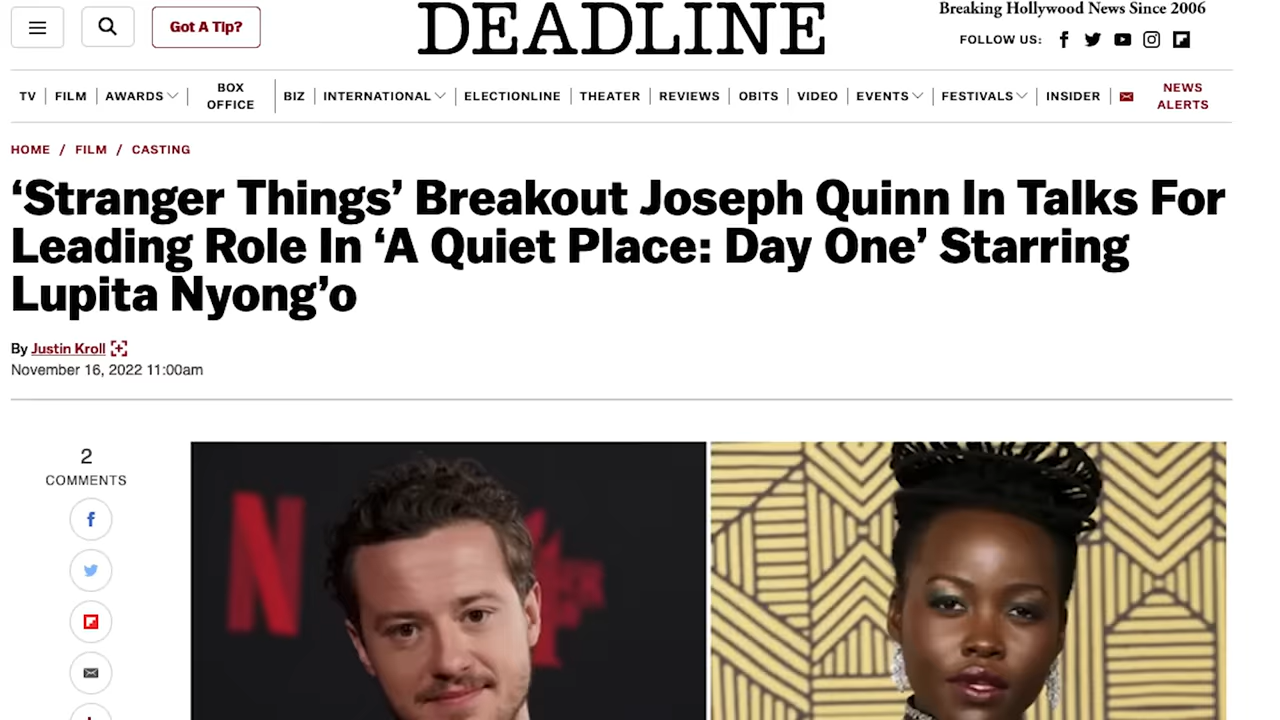 Got A Tip?
DEADLINE
Breaking Hollywood News Since 2006
FOLLOW US:
TV
FILM
AWARDS
BOX
OFFICE
BIZ
INTERNATIONAL
ELECTIONLINE
THEATER
REVIEWS
OBITS
VIDEO
EVENTS
FESTIVALS
INSIDER
NEWS
ALERTS
HOME / FILM / CASTING
‘Stranger Things’ Breakout Joseph Quinn In Talks For
Leading Role In ‘A Quiet Place: Day One’ Starring
Lupita Nyong’o
By Justin Kroll
November 16, 2022 11:00am
2
COMMENTS
N